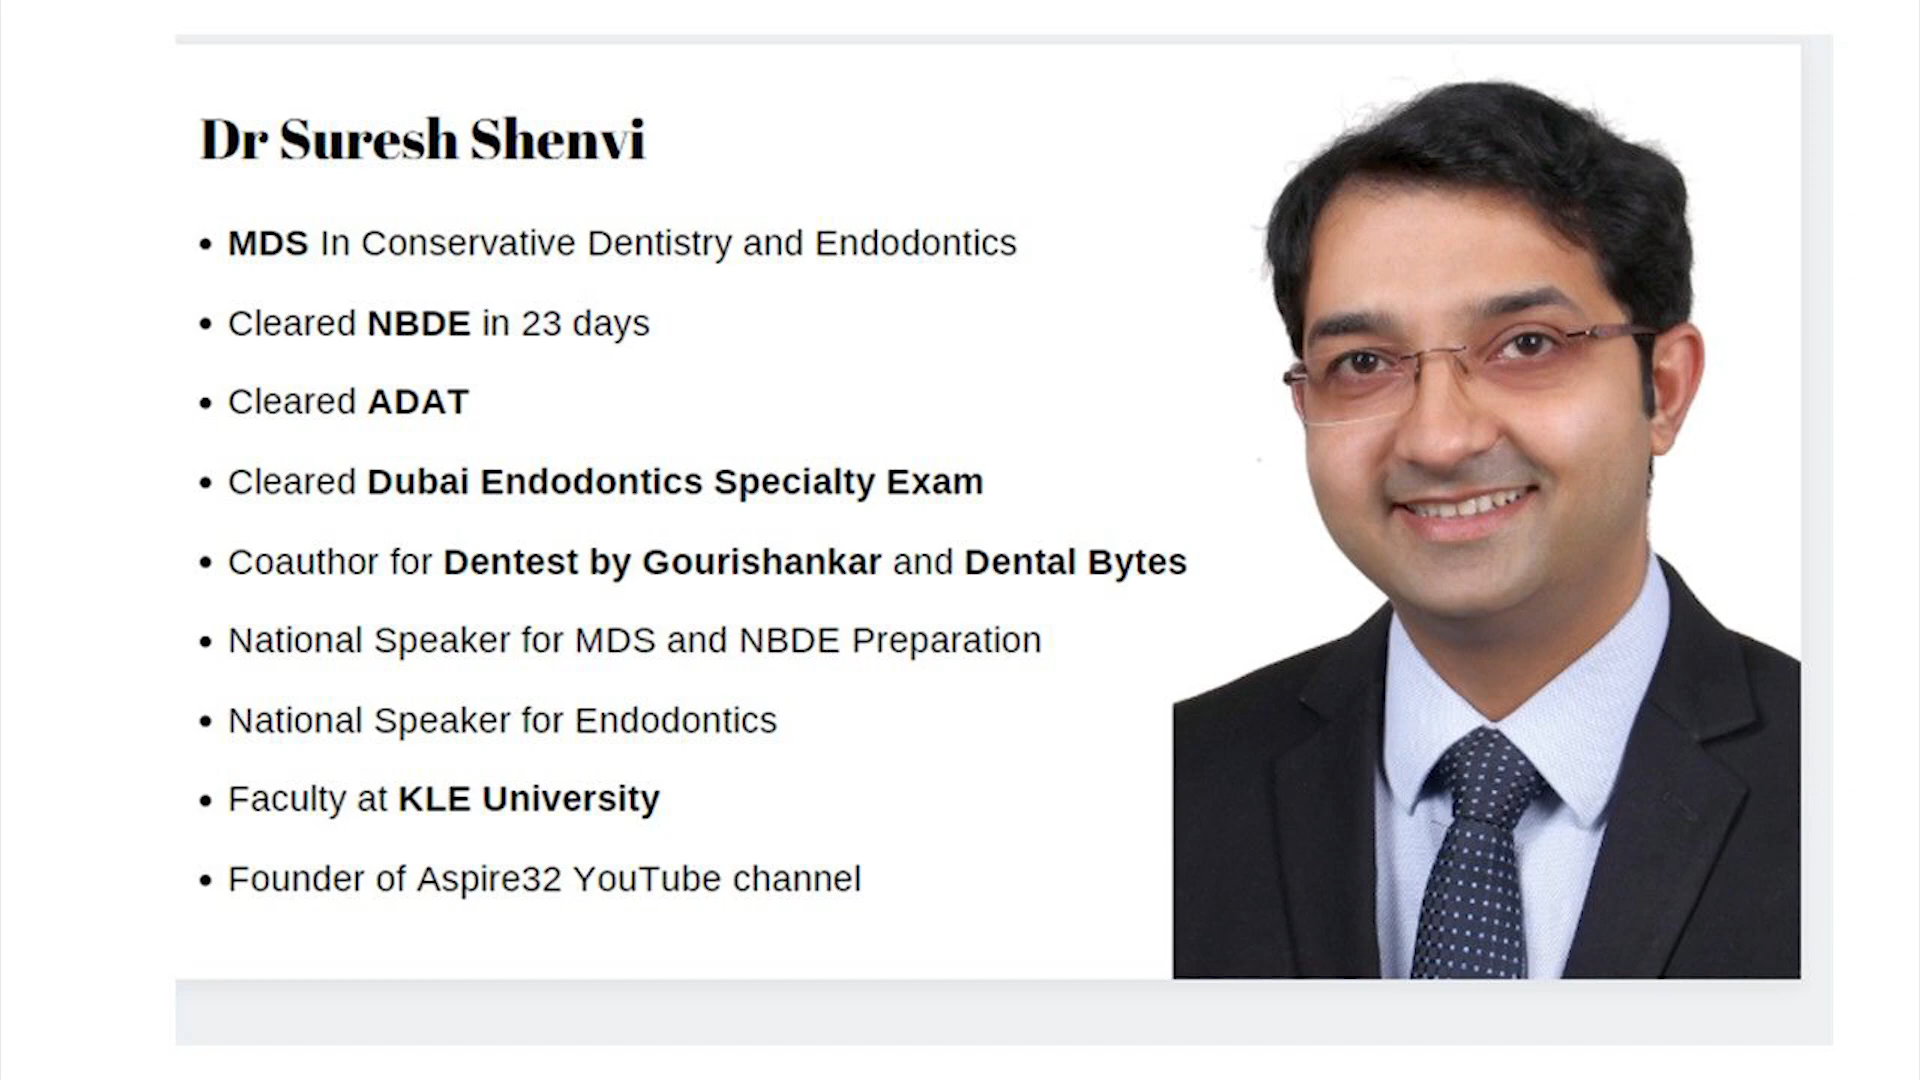 Dr Suresh Shenvi
• MDS In Conservative Dentistry and Endodontics
• Cleared NBDE in 23 days
• Cleared ADAT
• Cleared Dubai Endodontics Specialty Exam
• Coauthor for Dentest by Gourishankar and Dental Bytes
• National Speaker for MDS and NBDE Preparation
• National Speaker for Endodontics
• Faculty at KLE University
• Founder of Aspire32 YouTube channel